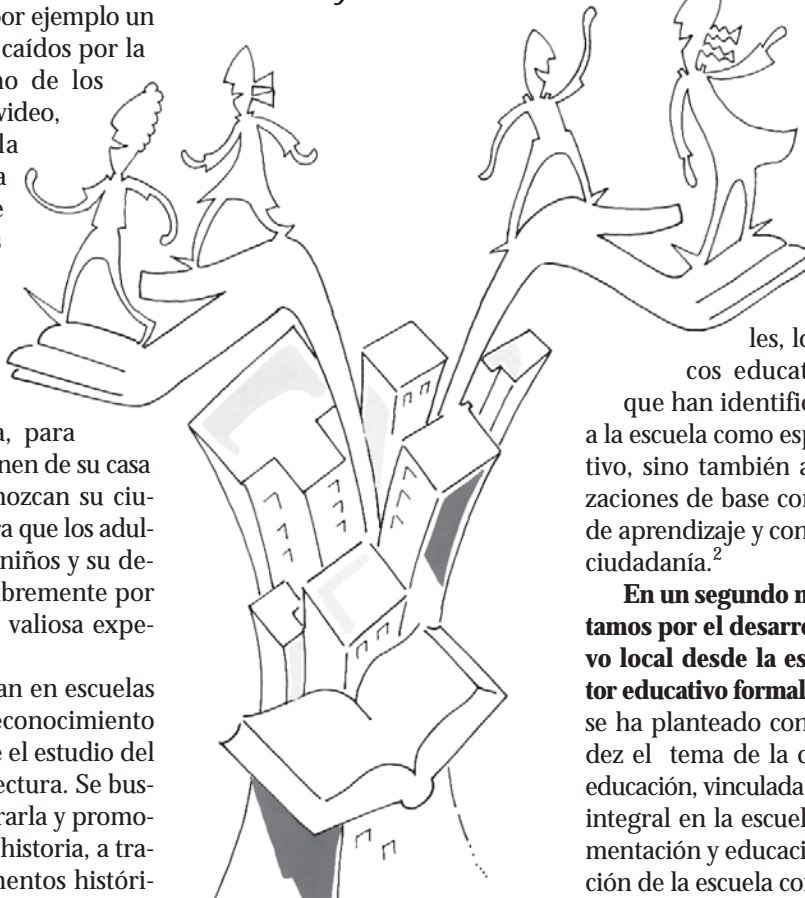 por ejemplo un
caídos por la
no de los
video,
la
a
e
s
a, para
nen de su casa
nozcan su ciu-
ra que los adul-
niños y su de-
bremente por
valiosa expe-
an en escuelas
econocimiento
e el estudio del
ectura. Se bus-
rarla y promo-
historia, a tra-
mentos históri-
les, lo
cos educat
que han identific
a la escuela como esp
tivo, sino también a
zaciones de base co
de aprendizaje y con
ciudadanía.²
En un segundo n
tamos por el desarro
vo local desde la es
tor educativo formal
se ha planteado con
dez el tema de la c
educación, vinculada
integral en la escuel
mentación y educaci
ción de la escuela co